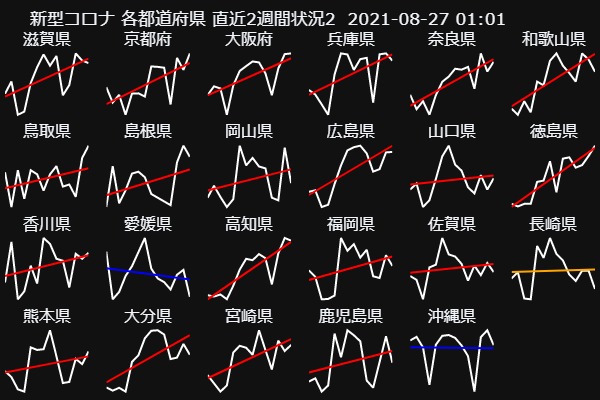 新型コロナ 各都道府県 直近2週間状況2 2021-08-27 01:01
滋賀県 京都府 大阪府 兵庫県 奈良県 和歌山県
鳥取県 島根県 岡山県 広島県 山口県 徳島県
香川県 愛媛県 高知県 福岡県 佐賀県 長崎県
熊本県 大分県 宮崎県 鹿児島県 沖縄県